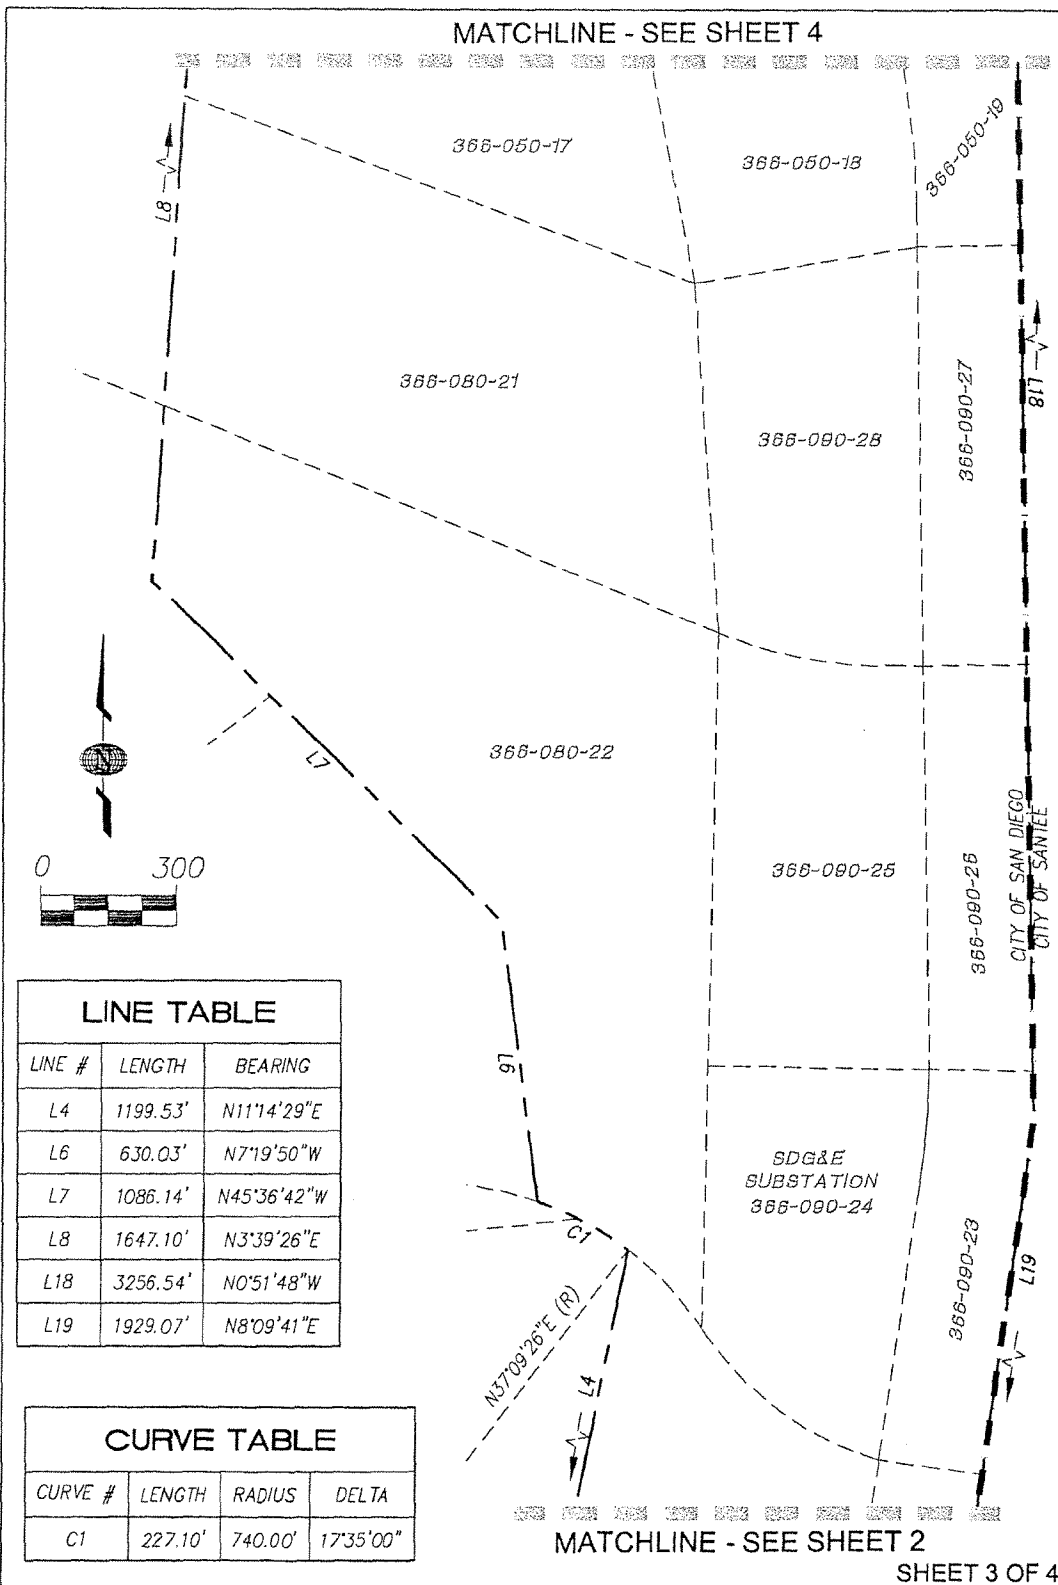 MATCHLINE - SEE SHEET 4
366-050-17
366-050-18
366-050-19
L8
366-080-21
366-090-28
366-090-27
L18
N
L7
366-080-22
366-090-25
366-090-26
CITY OF SAN DIEGO
CITY OF SANTEE
0 300
LINE TABLE
LINE # LENGTH BEARING
L4 1199.53' N11°14'29"E
L6 630.03' N7°19'50"W
L7 1086.14' N45°36'42"W
L8 1647.10' N3°39'26"E
L18 3256.54' N0°51'48"W
L19 1929.07' N8°09'41"E
L6
SDG&E
SUBSTATION
366-090-24
366-090-23
L19
C1
N37°09'26"E (R)
L4
CURVE TABLE
CURVE # LENGTH RADIUS DELTA
C1 227.10' 740.00' 17°35'00"
MATCHLINE - SEE SHEET 2
SHEET 3 OF 4